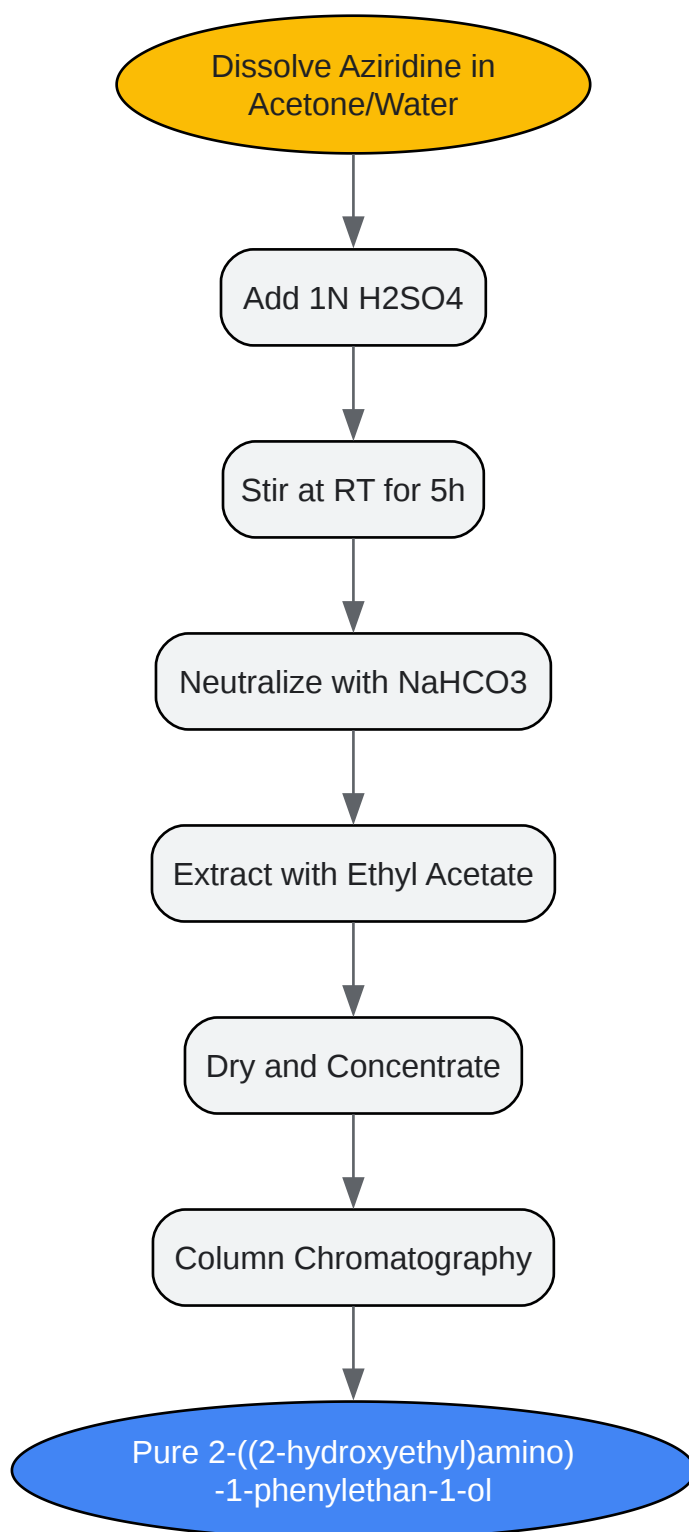 Dissolve Aziridine in
Acetone/Water
Add 1N H2SO4
Stir at RT for 5h
Neutralize with NaHCO3
Extract with Ethyl Acetate
Dry and Concentrate
Column Chromatography
Pure 2-((2-hydroxyethyl)amino)
-1-phenylethan-1-ol